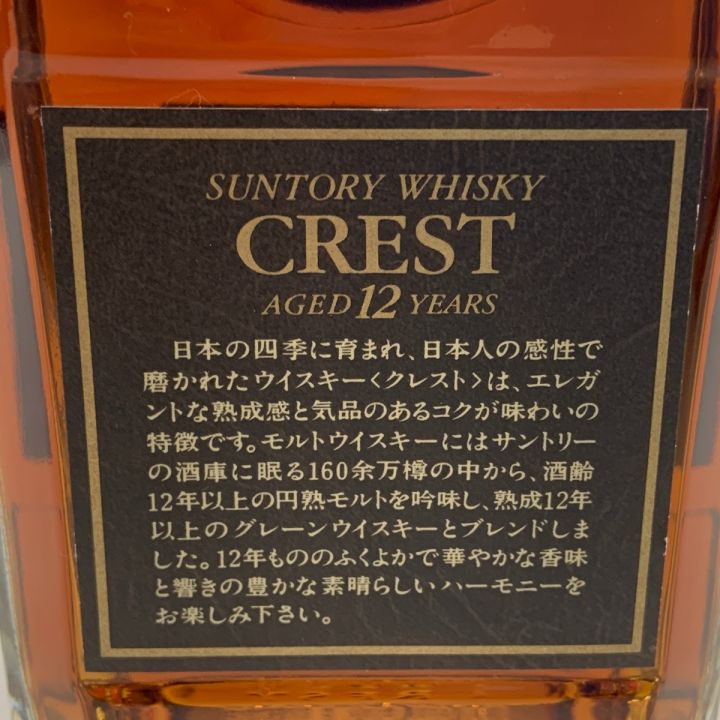 SUNTORY WHISKY
CREST
AGED 12 YEARS
日本の四季に育まれ、日本人の感性で
磨かれたウイスキー〈クレスト〉は、エレガ
ントな熟成感と気品のあるコクが味わいの
特徴です。モルトウイスキーにはサントリー
の酒庫に眠る160余万樽の中から、酒齢
12年以上の円熟モルトを吟味し、熟成12年
以上のグレーンウイスキーとブレンドしま
した。12年もののふくよかで華やかな香味
と響きの豊かな素晴らしいハーモニーを
お楽しみ下さい。